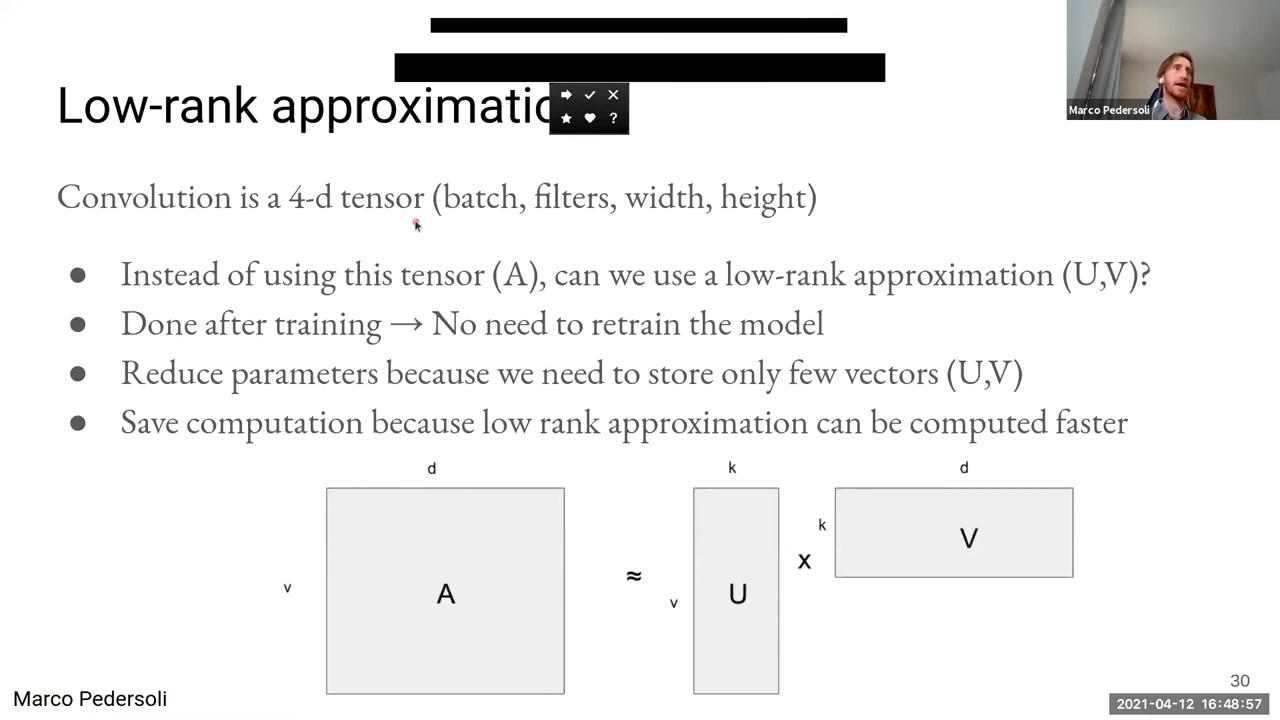 Low-rank approximatio
Marco Pedersoli
Convolution is a 4-d tensor (batch, filters, width, height)
● Instead of using this tensor (A), can we use a low-rank approximation (U,V)?
● Done after training → No need to retrain the model
● Reduce parameters because we need to store only few vectors (U,V)
● Save computation because low rank approximation can be computed faster
d k d
k
v A ≈ v U x V
30
Marco Pedersoli
2021-04-12 16:48:57